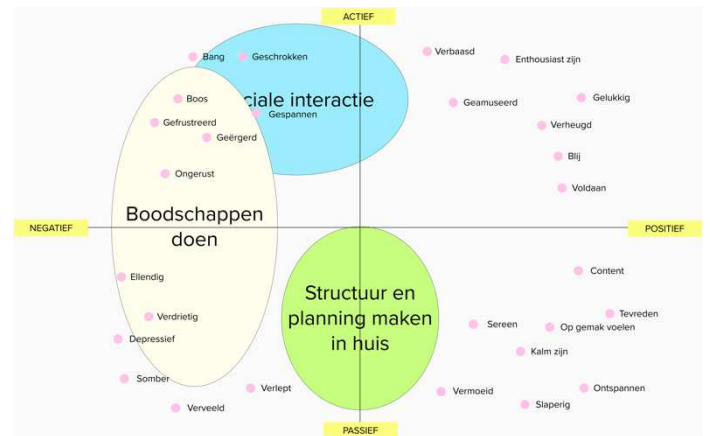 ACTIEF
Verbaasd
Bang
Geschrokken
Enthousiast zijn
Boos
ciale interactie
Geamuseerd
Gelukkig
Gespannen
Gefrustreerd
Verheugd
Geërgerd
Blij
Ongerust
Voldaan
Boodschappen
doen
NEGATIEF
POSITIEF
Content
Ellendig
Structuur en
planning maken
in huis
Verdrietig
Tevreden
Sereen
Op gemak voelen
Depressief
Kalm zijn
Somber
Verlept
Vermoeid
Ontspannen
Verveeld
Slaperig
PASSIEF